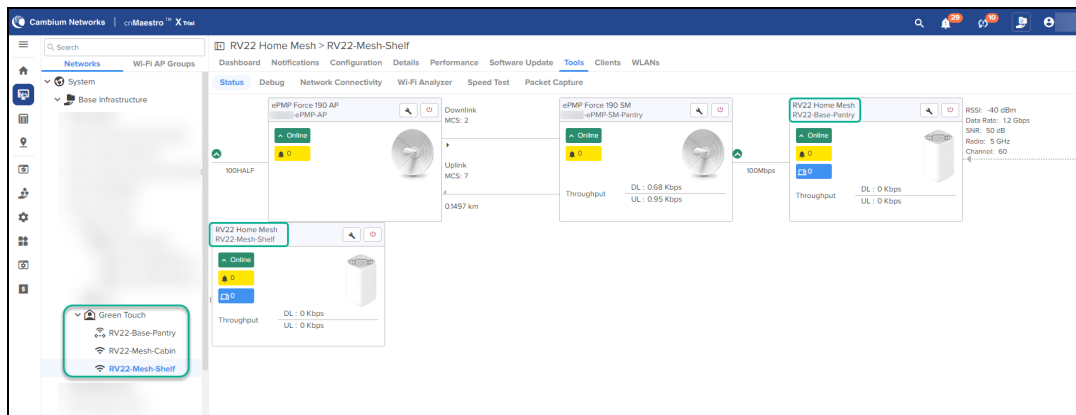 Cambium Networks | cnMaestro™ X Trial
29
10
Search
Networks Wi-Fi AP Groups
System
Base Infrastructure
Green Touch
RV22-Base-Pantry
RV22-Mesh-Cabin
RV22-Mesh-Shelf
RV22 Home Mesh > RV22-Mesh-Shelf
Dashboard Notifications Configuration Details Performance Software Update Tools Clients WLANs
Status Debug Network Connectivity Wi-Fi Analyzer Speed Test Packet Capture
100HALF
ePMP Force 190 AP
-ePMP-AP
Online
0
Downlink
MCS: 2
Uplink
MCS: 7
0.1497 km
ePMP Force 190 SM
-ePMP-SM-Pantry
Online
0
Throughput
DL : 0.68 Kbps
UL : 0.95 Kbps
100Mbps
RV22 Home Mesh
RV22-Base-Pantry
Online
0
0
Throughput
DL : 0 Kbps
UL : 0 Kbps
RSSI: -40 dBm
Data Rate: 1.2 Gbps
SNR: 50 dB
Radio: 5 GHz
Channel: 60
RV22 Home Mesh
RV22-Mesh-Shelf
Online
0
0
Throughput
DL : 0 Kbps
UL : 0 Kbps